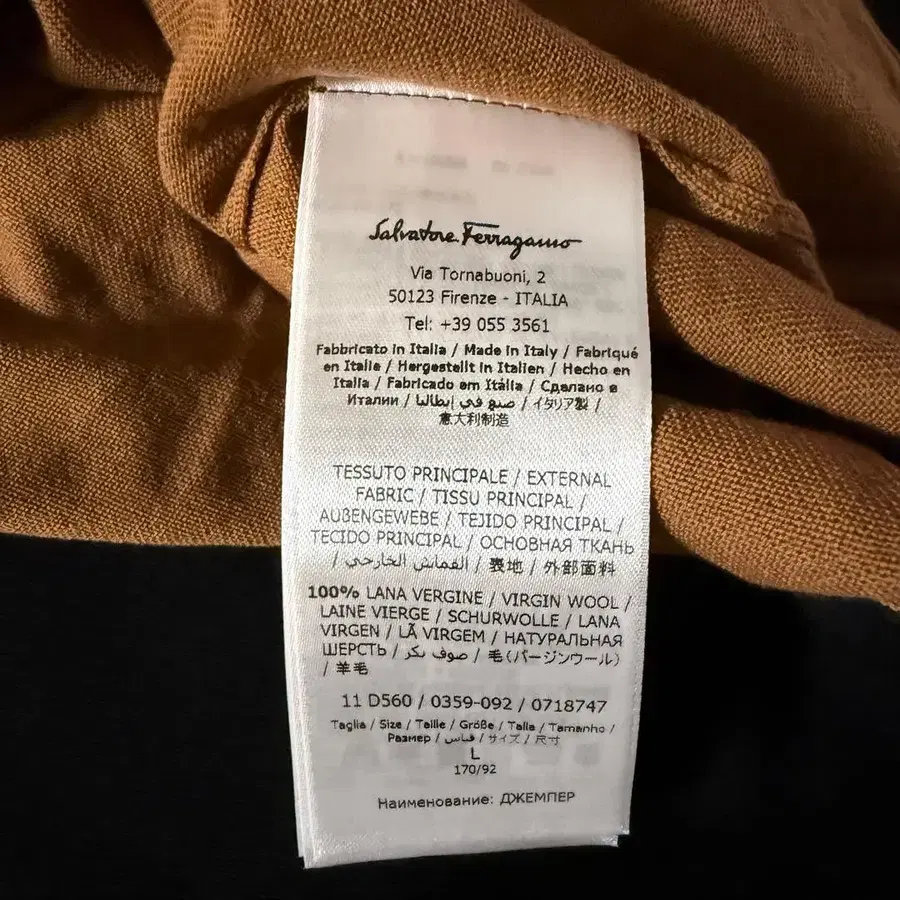 Salvatore Ferragamo
Via Tornabuoni, 2
50123 Firenze - ITALIA
Tel: +39 055 3561
Fabbricato in Italia / Made in Italy / Fabriqué
en Italie / Hergestellt in Italien / Hecho en
Italia / Fabricado em Itália / Сделано в
Италии / صنع في إيطاليا / イタリア製 /
意大利制造
TESSUTO PRINCIPALE / EXTERNAL
FABRIC / TISSU PRINCIPAL /
AUßENGEWEBE / TEJIDO PRINCIPAL /
TECIDO PRINCIPAL / ОСНОВНАЯ ТКАНЬ
/ القماش الخارجي / 表地 / 外部面料
100% LANA VERGINE / VIRGIN WOOL /
LAINE VIERGE / SCHURWOLLE / LANA
VIRGEN / LÃ VIRGEM / НАТУРАЛЬНАЯ
ШЕРСТЬ / صوف بكر / 毛(バージンウール)
/ 羊毛
11 D560 / 0359-092 / 0718747
Taglia / Size / Taille / Größe / Talla / Tamanho /
Размер / قياس / サイズ / 尺寸
L
170/92
Наименование: ДЖЕМПЕР